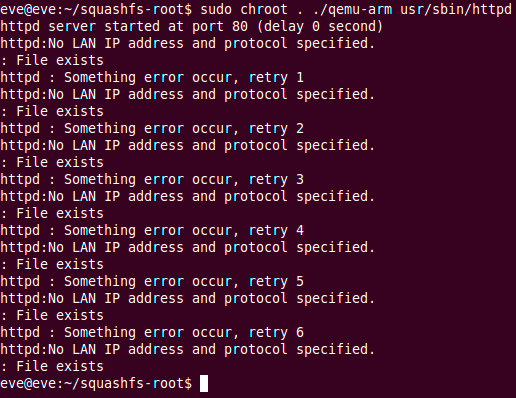 eve@eve:~/squashfs-root$ sudo chroot . ./qemu-arm usr/sbin/httpd
httpd server started at port 80 (delay 0 second)
httpd:No LAN IP address and protocol specified.
: File exists
httpd : Something error occur, retry 1
httpd:No LAN IP address and protocol specified.
: File exists
httpd : Something error occur, retry 2
httpd:No LAN IP address and protocol specified.
: File exists
httpd : Something error occur, retry 3
httpd:No LAN IP address and protocol specified.
: File exists
httpd : Something error occur, retry 4
httpd:No LAN IP address and protocol specified.
: File exists
httpd : Something error occur, retry 5
httpd:No LAN IP address and protocol specified.
: File exists
httpd : Something error occur, retry 6
httpd:No LAN IP address and protocol specified.
: File exists
eve@eve:~/squashfs-root$